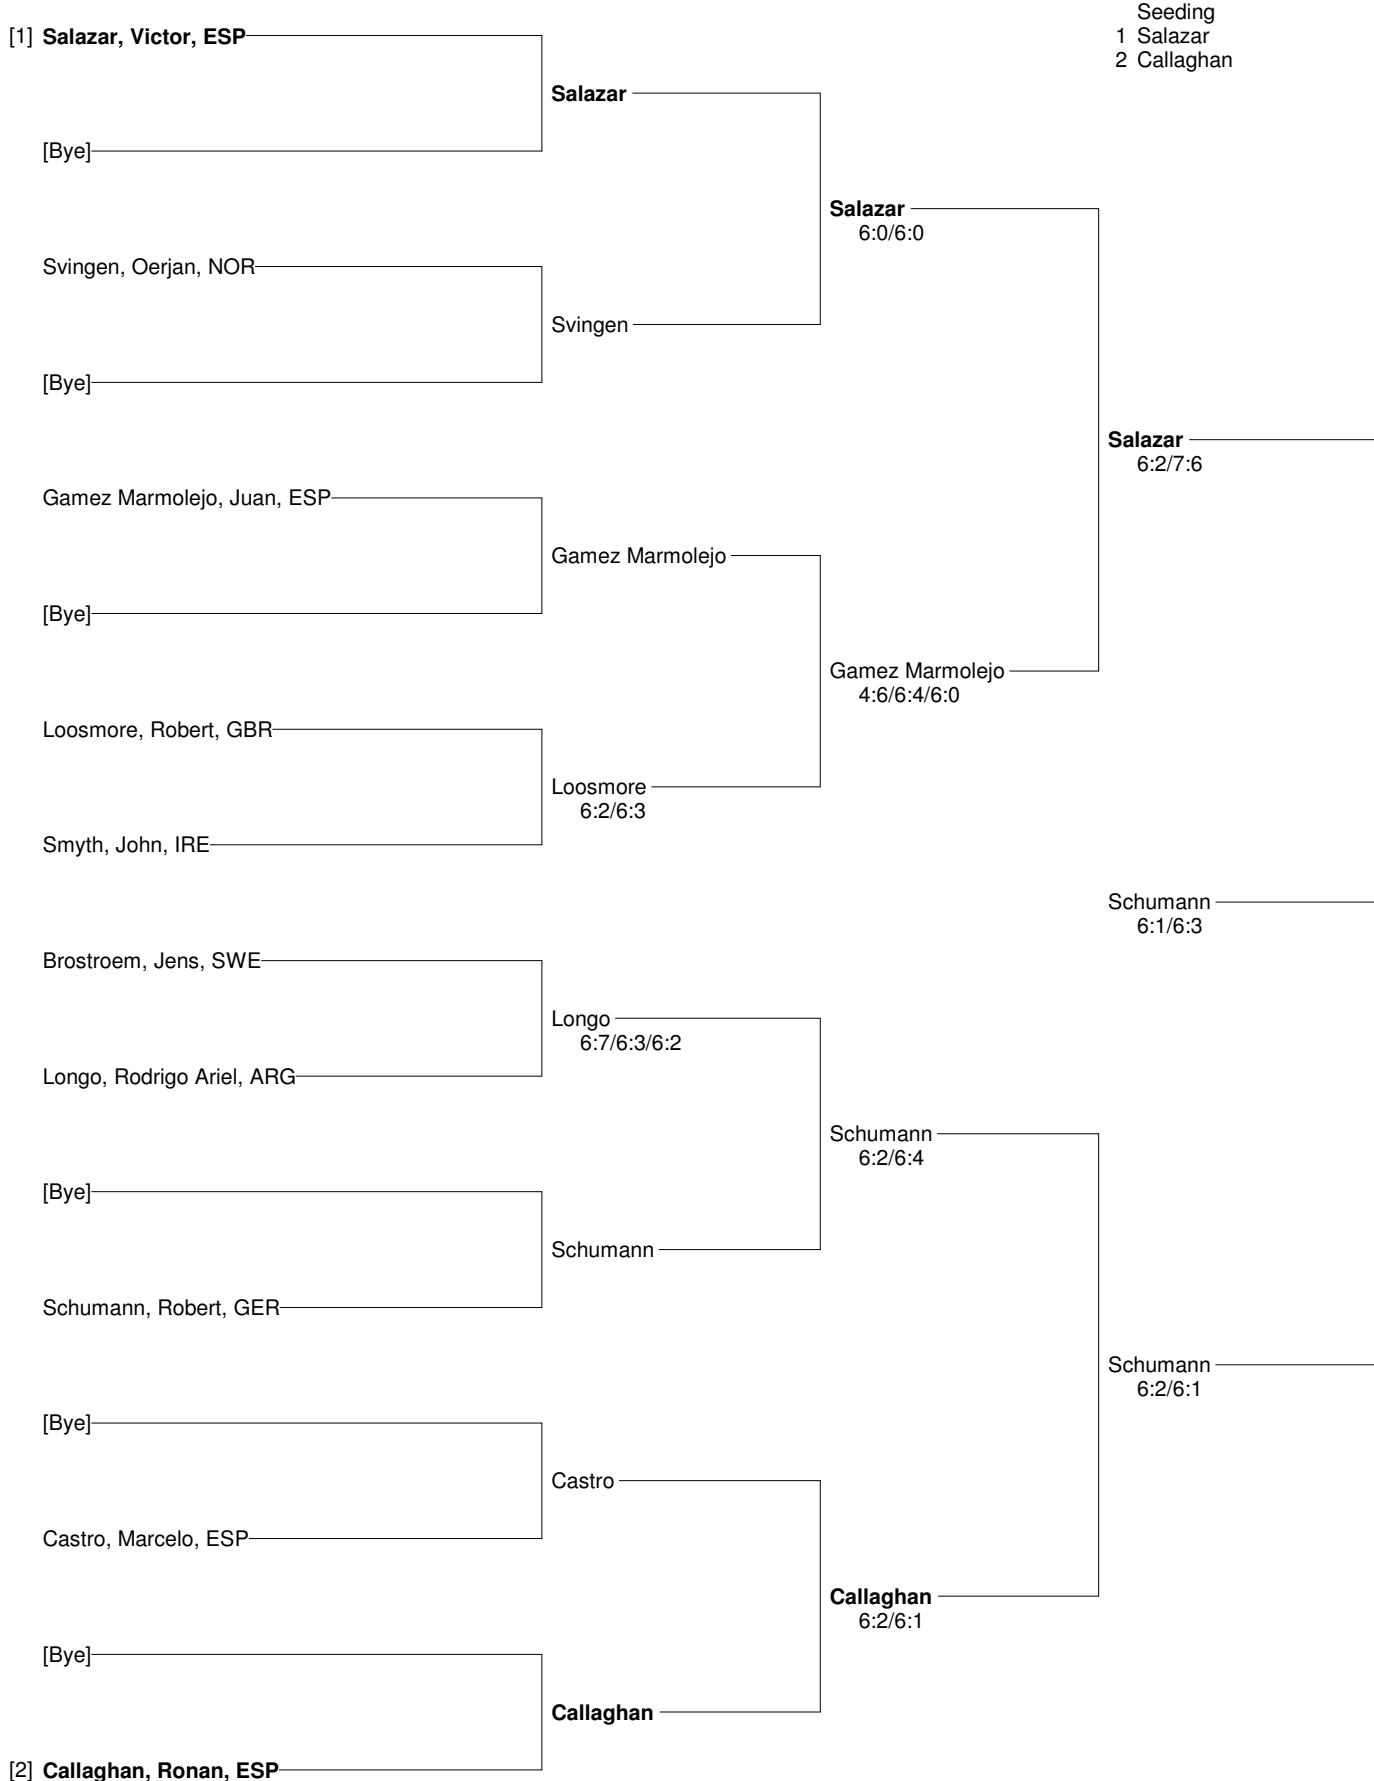 Seeding
1 Salazar
2 Callaghan
[1] Salazar, Victor, ESP
Salazar
[Bye]
Salazar
6:0/6:0
Svingen, Oerjan, NOR
Svingen
[Bye]
Salazar
6:2/7:6
Gamez Marmolejo, Juan, ESP
Gamez Marmolejo
[Bye]
Gamez Marmolejo
4:6/6:4/6:0
Loosmore, Robert, GBR
Loosmore
6:2/6:3
Smyth, John, IRE
Schumann
6:1/6:3
Brostroem, Jens, SWE
Longo
6:7/6:3/6:2
Longo, Rodrigo Ariel, ARG
Schumann
6:2/6:4
[Bye]
Schumann
Schumann, Robert, GER
Schumann
6:2/6:1
[Bye]
Castro
Castro, Marcelo, ESP
Callaghan
6:2/6:1
[Bye]
Callaghan
[2] Callaghan, Ronan, ESP